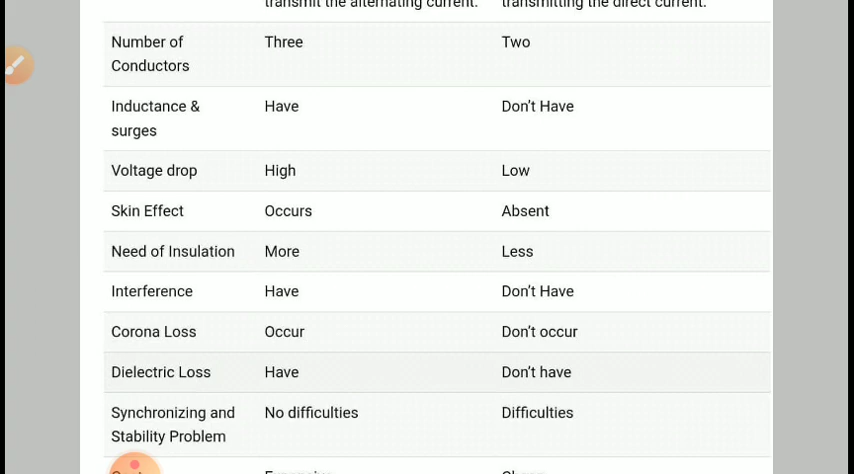 transmit the alternating current. transmitting the direct current.
Number of Conductors Three Two
Inductance & surges Have Don’t Have
Voltage drop High Low
Skin Effect Occurs Absent
Need of Insulation More Less
Interference Have Don’t Have
Corona Loss Occur Don’t occur
Dielectric Loss Have Don’t have
Synchronizing and Stability Problem No difficulties Difficulties